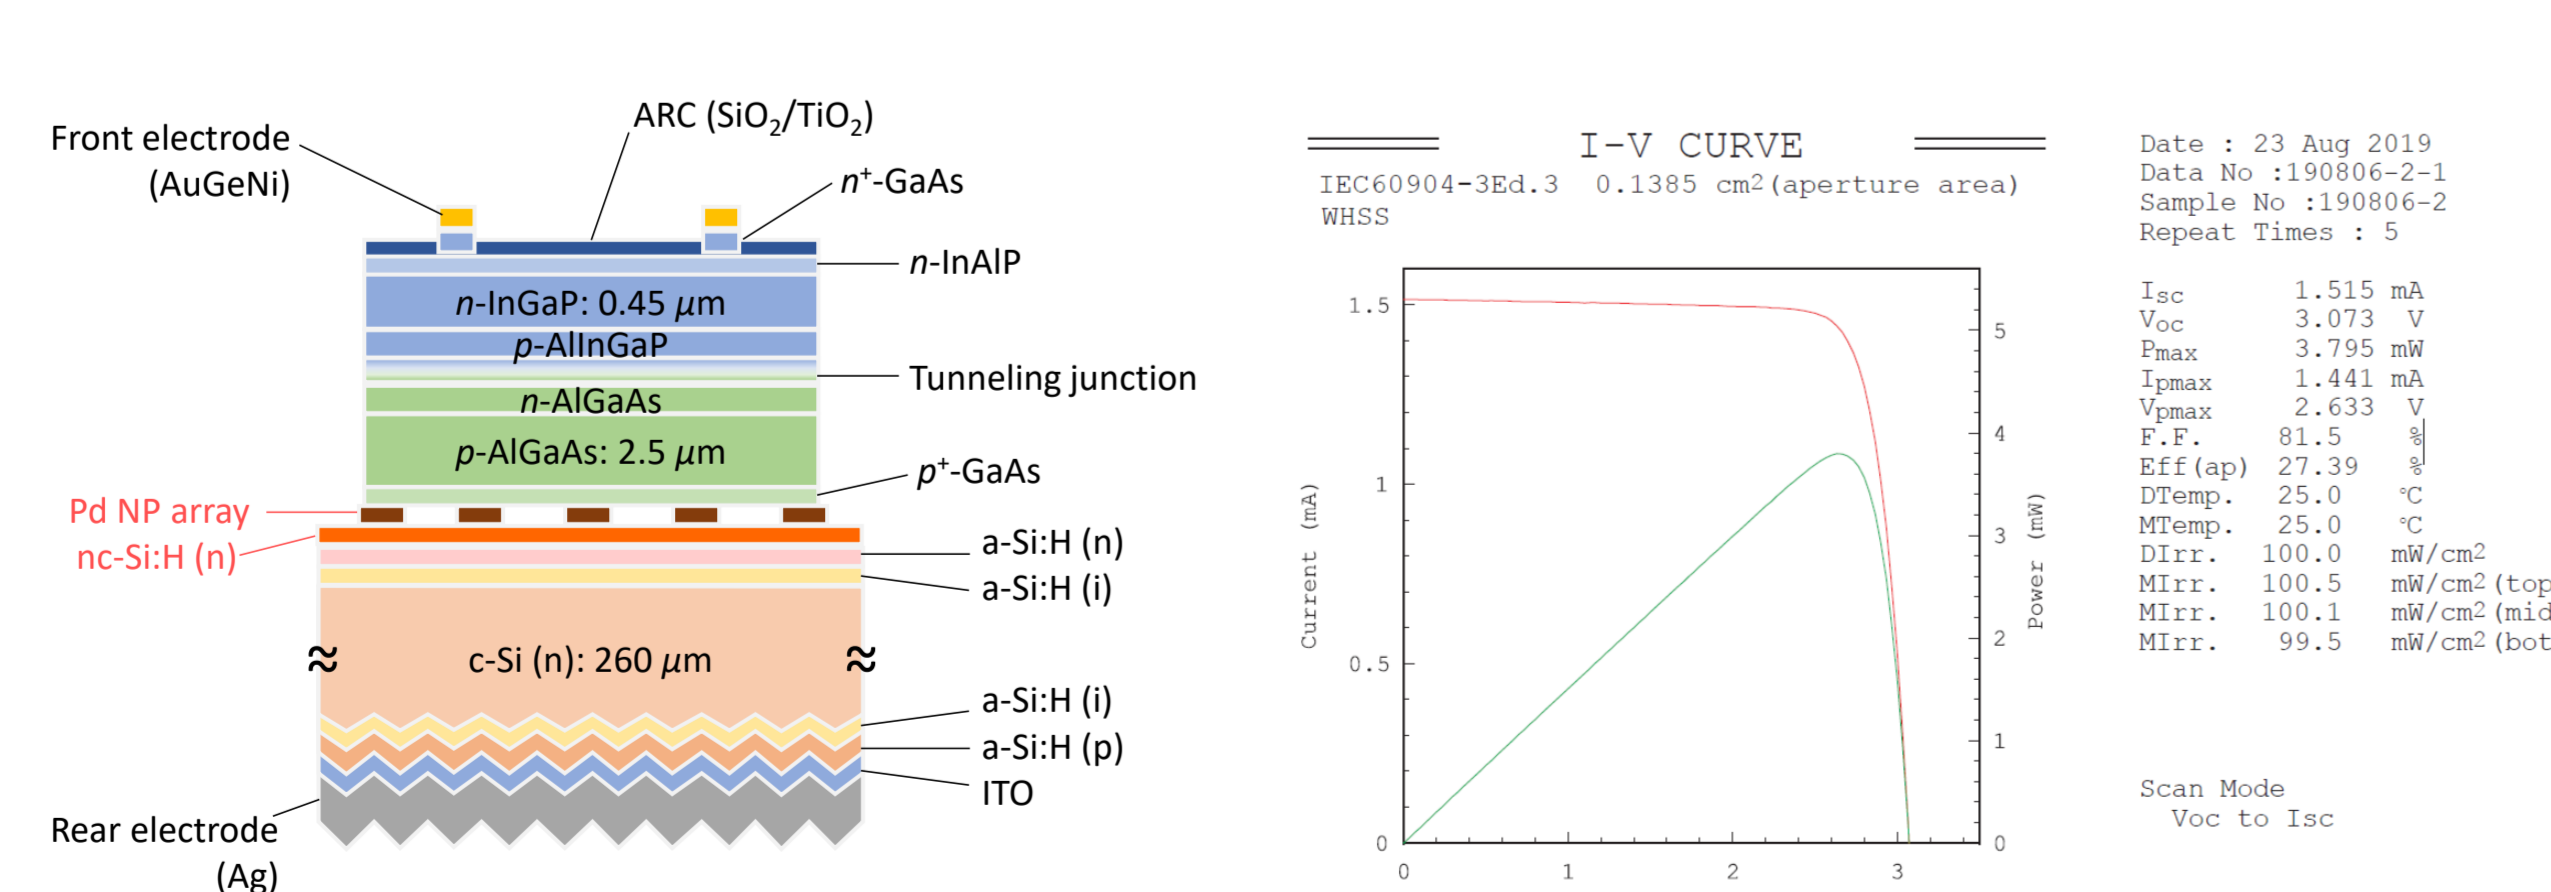 Front electrode
(AuGeNi)
ARC (SiO₂/TiO₂)
n⁺-GaAs
n-InAlP
n-InGaP: 0.45 μm
p-AlInGaP
Tunneling junction
n-AlGaAs
p-AlGaAs: 2.5 μm
p⁺-GaAs
Pd NP array
nc-Si:H (n)
a-Si:H (n)
a-Si:H (i)
≈ c-Si (n): 260 μm ≈
a-Si:H (i)
a-Si:H (p)
ITO
Rear electrode
(Ag)
I-V CURVE
IEC60904-3Ed.3 0.1385 cm2(aperture area)
WHSS
Current (mA)
1.5
1
0.5
0
0 1 2 3
5
4
3
2
1
0
Power (mW)
Date : 23 Aug 2019
Data No :190806-2-1
Sample No :190806-2
Repeat Times : 5
Isc 1.515 mA
Voc 3.073 V
Pmax 3.795 mW
Ipmax 1.441 mA
Vpmax 2.633 V
F.F. 81.5 %
Eff(ap) 27.39 %
DTemp. 25.0 °C
MTemp. 25.0 °C
DIrr. 100.0 mW/cm2
MIrr. 100.5 mW/cm2(top
MIrr. 100.1 mW/cm2(mid
MIrr. 99.5 mW/cm2(bot
Scan Mode
Voc to Isc